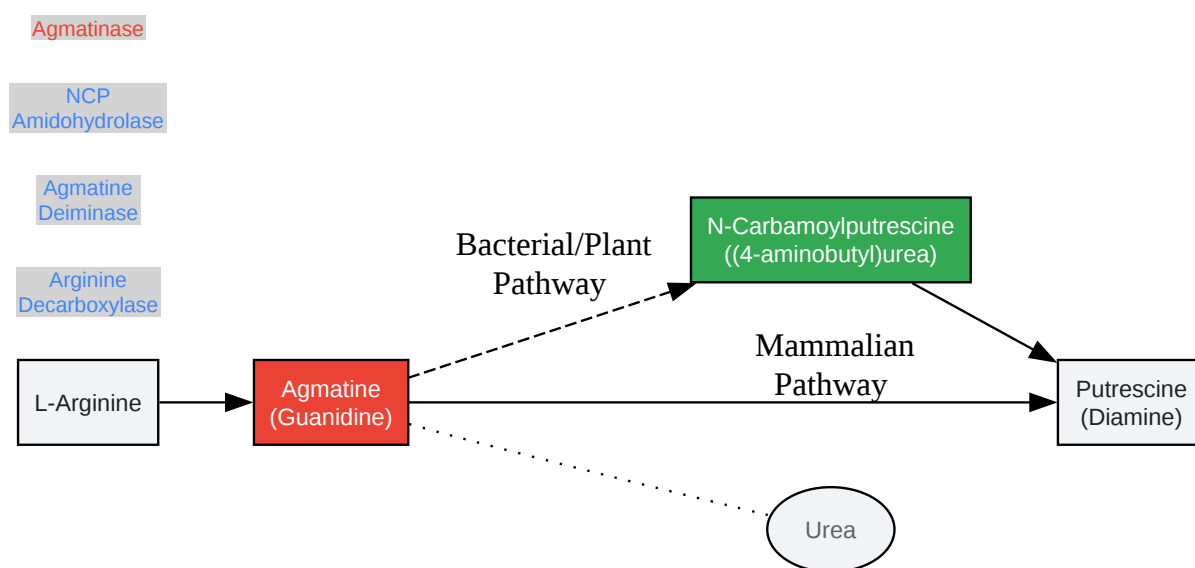 Agmatinase
NCP
Amidohydrolase
Agmatine
Deiminase
Arginine
Decarboxylase
Bacterial/Plant
Pathway
N-Carbamoylputrescine
((4-aminobutyl)urea)
Mammalian
Pathway
L-Arginine
Agmatine
(Guanidine)
Putrescine
(Diamine)
Urea